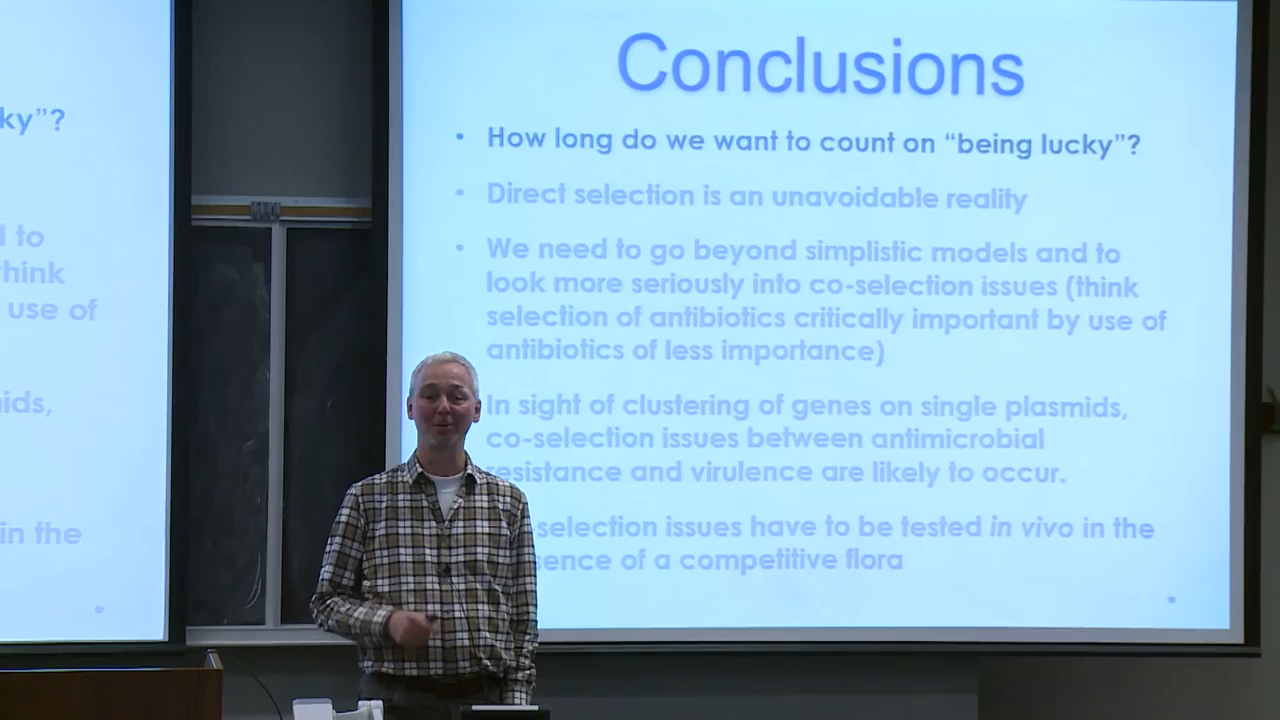 ky”?
l to
think
use of
ids,
in the
Conclusions
• How long do we want to count on “being lucky”?
• Direct selection is an unavoidable reality
• We need to go beyond simplistic models and to
look more seriously into co-selection issues (think
selection of antibiotics critically important by use of
antibiotics of less importance)
In sight of clustering of genes on single plasmids,
co-selection issues between antimicrobial
resistance and virulence are likely to occur.
-selection issues have to be tested in vivo in the
sence of a competitive flora